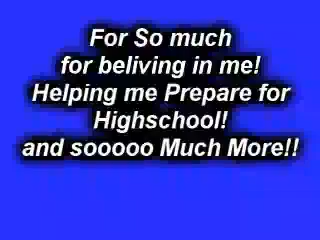 For So much
for beliving in me!
Helping me Prepare for
Highschool!
and sooooo Much More!!